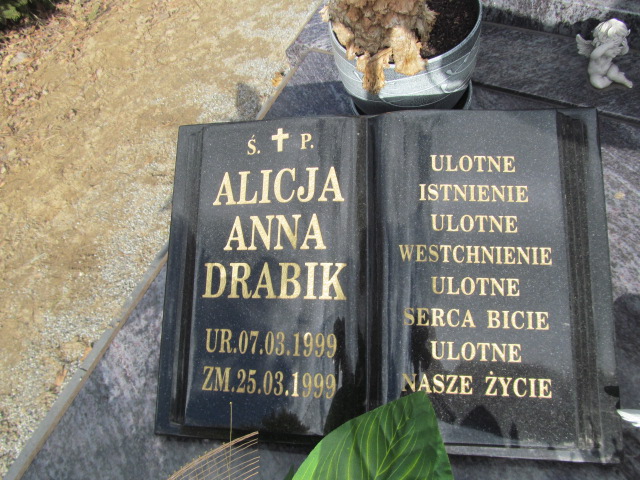 Ś. ✝ P.
ALICJA
ANNA
DRABIK
UR.07.03.1999
ZM.25.03.1999
ULOTNE
ISTNIENIE
ULOTNE
WESTCHNIENIE
ULOTNE
SERCA BICIE
ULOTNE
NASZE ŻYCIE